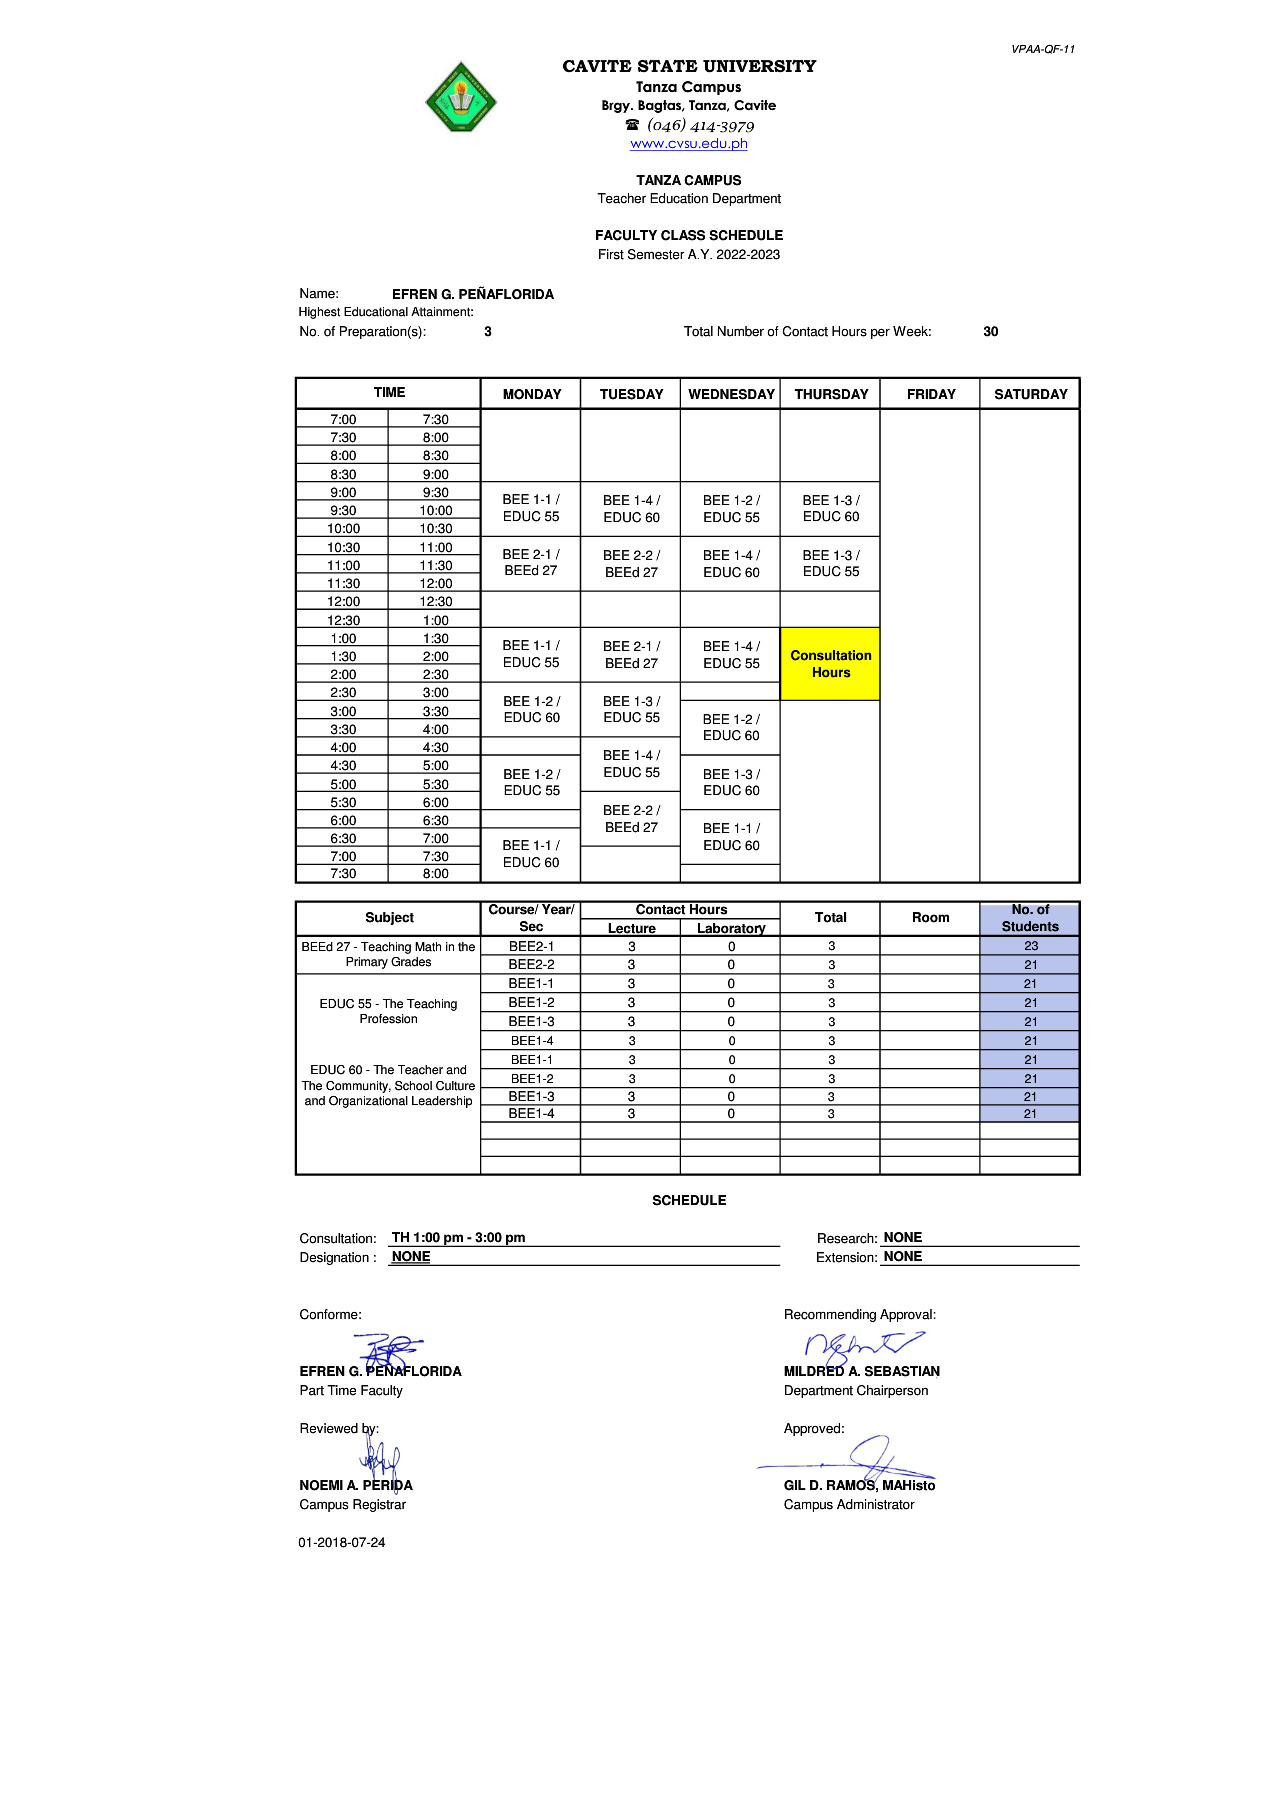 VPAA-QF-11
CAVITE STATE UNIVERSITY
Tanza Campus
Brgy. Bagtas, Tanza, Cavite
☎ (046) 414-3979
www.cvsu.edu.ph
TANZA CAMPUS
Teacher Education Department
FACULTY CLASS SCHEDULE
First Semester A.Y. 2022-2023
Name: EFREN G. PEÑAFLORIDA
Highest Educational Attainment:
No. of Preparation(s): 3 Total Number of Contact Hours per Week: 30
TIME MONDAY TUESDAY WEDNESDAY THURSDAY FRIDAY SATURDAY
7:00 7:30
7:30 8:00
8:00 8:30
8:30 9:00
9:00 9:30
BEE 1-1 / BEE 1-4 / BEE 1-2 / BEE 1-3 /
9:30 10:00
EDUC 55 EDUC 60 EDUC 55 EDUC 60
10:00 10:30
10:30 11:00
BEE 2-1 / BEE 2-2 / BEE 1-4 / BEE 1-3 /
11:00 11:30
BEEd 27 BEEd 27 EDUC 60 EDUC 55
11:30 12:00
12:00 12:30
12:30 1:00
1:00 1:30
BEE 1-1 / BEE 2-1 / BEE 1-4 /
1:30 2:00 Consultation
EDUC 55 BEEd 27 EDUC 55
2:00 2:30 Hours
2:30 3:00
BEE 1-2 / BEE 1-3 /
3:00 3:30
EDUC 60 EDUC 55 BEE 1-2 /
3:30 4:00
EDUC 60
4:00 4:30
BEE 1-4 /
4:30 5:00
BEE 1-2 / EDUC 55 BEE 1-3 /
5:00 5:30
EDUC 55 EDUC 60
5:30 6:00
BEE 2-2 /
6:00 6:30
BEEd 27 BEE 1-1 /
6:30 7:00
BEE 1-1 / EDUC 60
7:00 7:30
EDUC 60
7:30 8:00
Subject Course/ Year/ Contact Hours Total Room No. of
Sec Lecture Laboratory Students
BEEd 27 - Teaching Math in the BEE2-1 3 0 3 23
Primary Grades BEE2-2 3 0 3 21
BEE1-1 3 0 3 21
EDUC 55 - The Teaching BEE1-2 3 0 3 21
Profession BEE1-3 3 0 3 21
BEE1-4 3 0 3 21
BEE1-1 3 0 3 21
EDUC 60 - The Teacher and
The Community, School Culture BEE1-2 3 0 3 21
and Organizational Leadership BEE1-3 3 0 3 21
BEE1-4 3 0 3 21
SCHEDULE
Consultation: TH 1:00 pm - 3:00 pm Research: NONE
Designation : NONE Extension: NONE
Conforme: Recommending Approval:
EFREN G. PEÑAFLORIDA MILDRED A. SEBASTIAN
Part Time Faculty Department Chairperson
Reviewed by: Approved:
NOEMI A. PERIDA GIL D. RAMOS, MAHisto
Campus Registrar Campus Administrator
01-2018-07-24